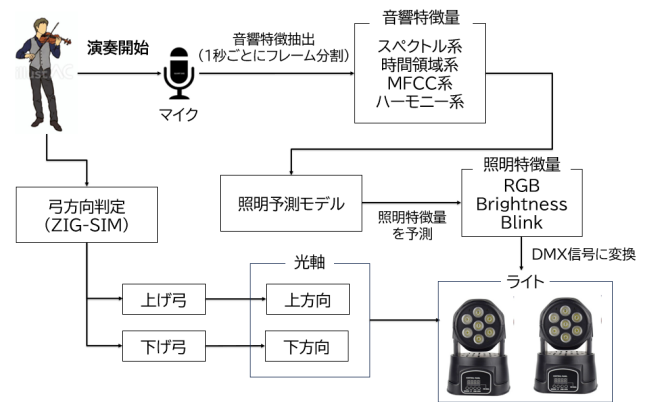 演奏開始
マイク
音響特徴抽出
(1秒ごとにフレーム分割)
音響特徴量
スペクトル系
時間領域系
MFCC系
ハーモニー系
照明予測モデル
照明特徴量
を予測
照明特徴量
RGB
Brightness
Blink
DMX信号に変換
ライト
弓方向判定
(ZIG-SIM)
光軸
上げ弓
上方向
下げ弓
下方向